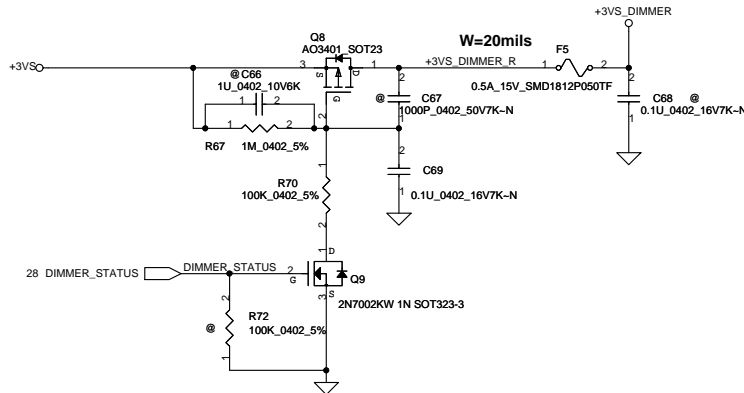 +3VS_DIMMER
Q8
AO3401_SOT23
W=20mils
F5
+3VS
3
S
D
1
+3VS_DIMMER_R
1
2
@ C66
1U_0402_10V6K
G
2
0.5A_15V_SMD1812P050TF
1
2
2
@
C67
1000P_0402_50V7K~N
1
2
C68
@
0.1U_0402_16V7K~N
1
1
2
R67
1M_0402_5%
2
C69
1
0.1U_0402_16V7K~N
1
R70
100K_0402_5%
2
1
D
28 DIMMER_STATUS
DIMMER_STATUS
2
G
Q9
S
3
2N7002KW 1N SOT323-3
2
@
R72
100K_0402_5%
1